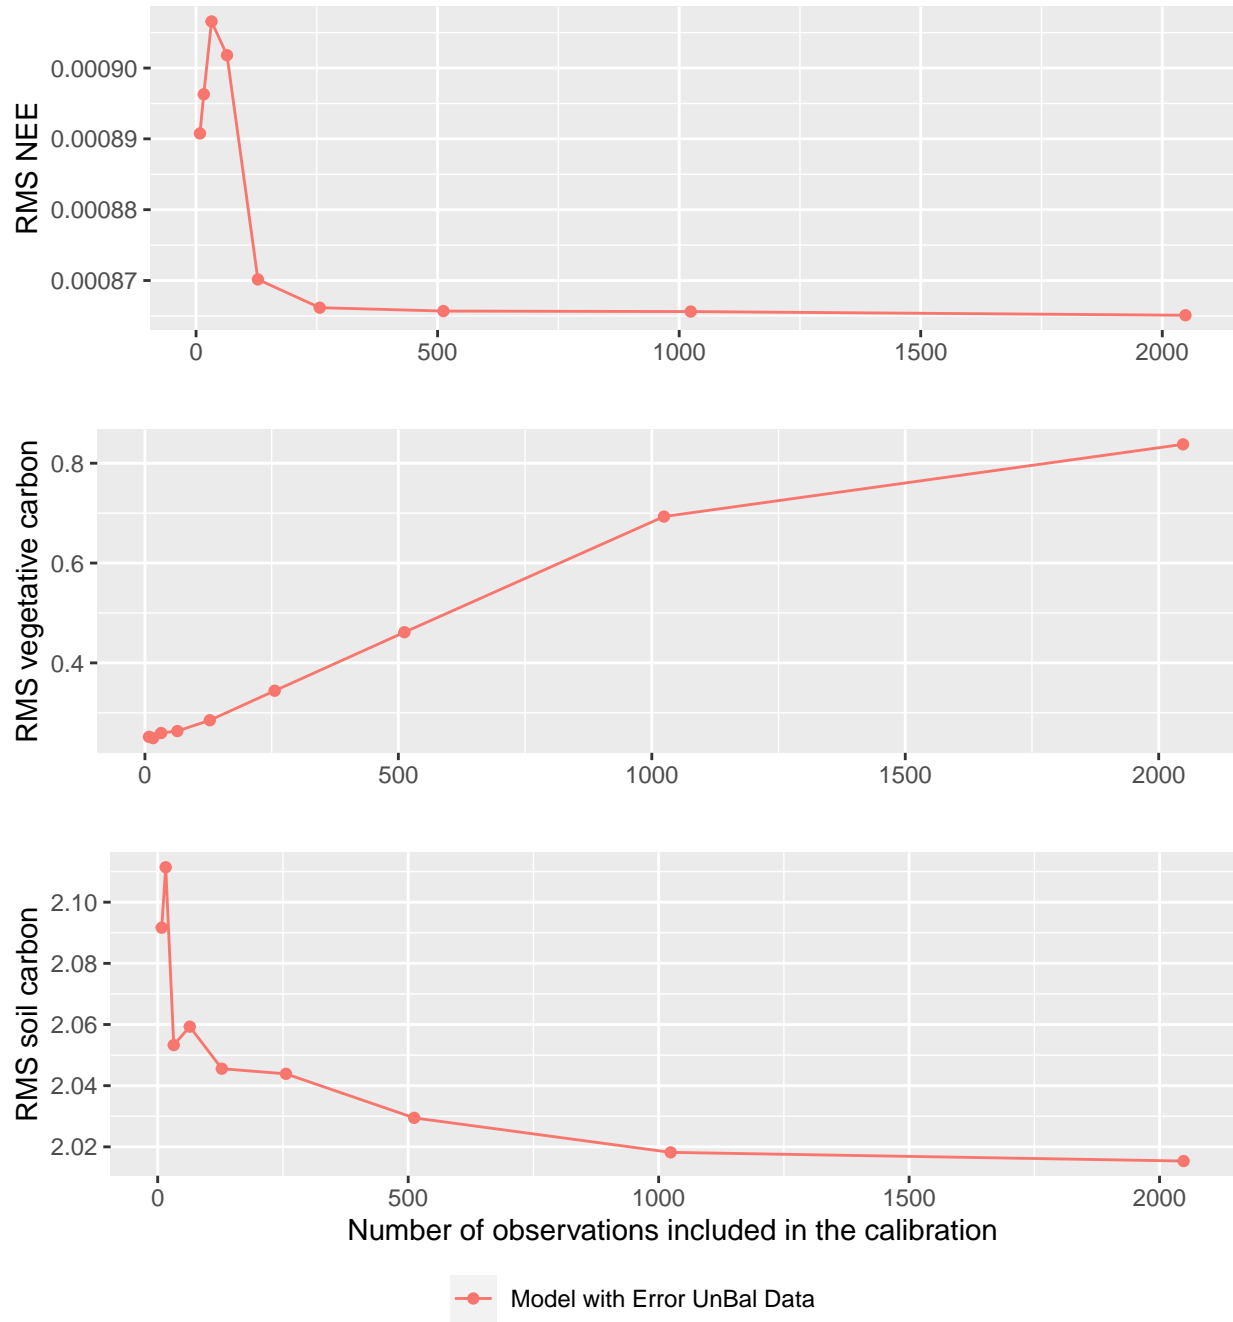 RMS NEE
0.00090
0.00089
0.00088
0.00087
0 500 1000 1500 2000
RMS vegetative carbon
0.8
0.6
0.4
0 500 1000 1500 2000
RMS soil carbon
2.10
2.08
2.06
2.04
2.02
0 500 1000 1500 2000
Number of observations included in the calibration
Model with Error UnBal Data